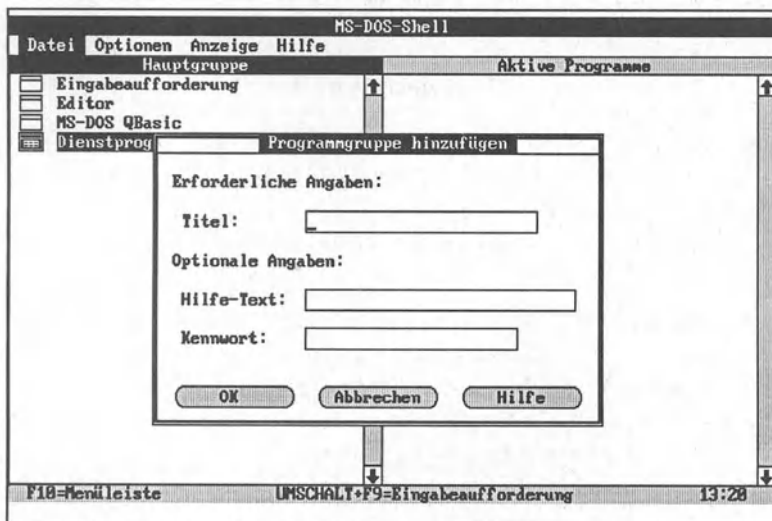 MS-DOS-Shell
Datei Optionen Anzeige Hilfe
Hauptgruppe
Aktive Programme
Eingabeaufforderung
Editor
MS-DOS QBasic
Dienstprog
Programmgruppe hinzufügen
Erforderliche Angaben:
Titel:
Optionale Angaben:
Hilfe-Text:
Kennwort:
OK Abbrechen Hilfe
F10=Menüleiste UMSCHALT+F9=Eingabeaufforderung 13:20